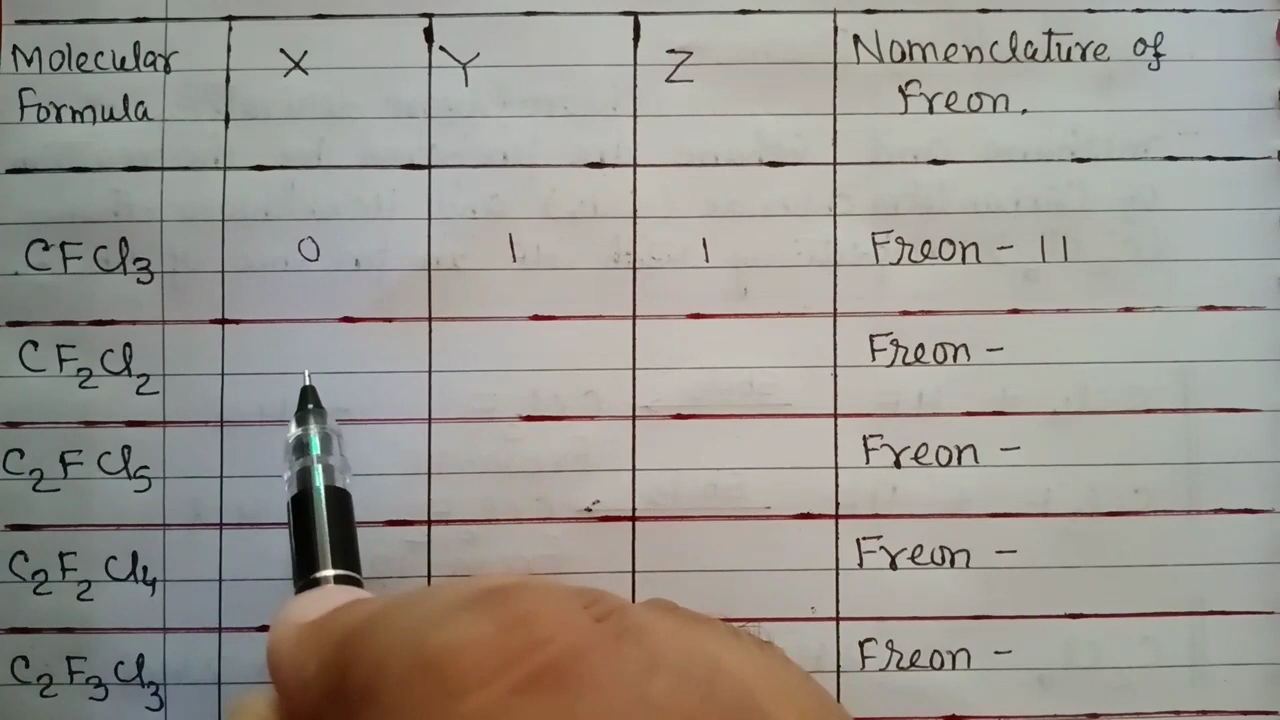 Molecular Formula X Y Z Nomenclature of Freon.
CFCl3 0 1 1 Freon - 11
CF2Cl2 Freon -
C2FCl5 Freon -
C2F2Cl4 Freon -
C2F3Cl3 Freon -